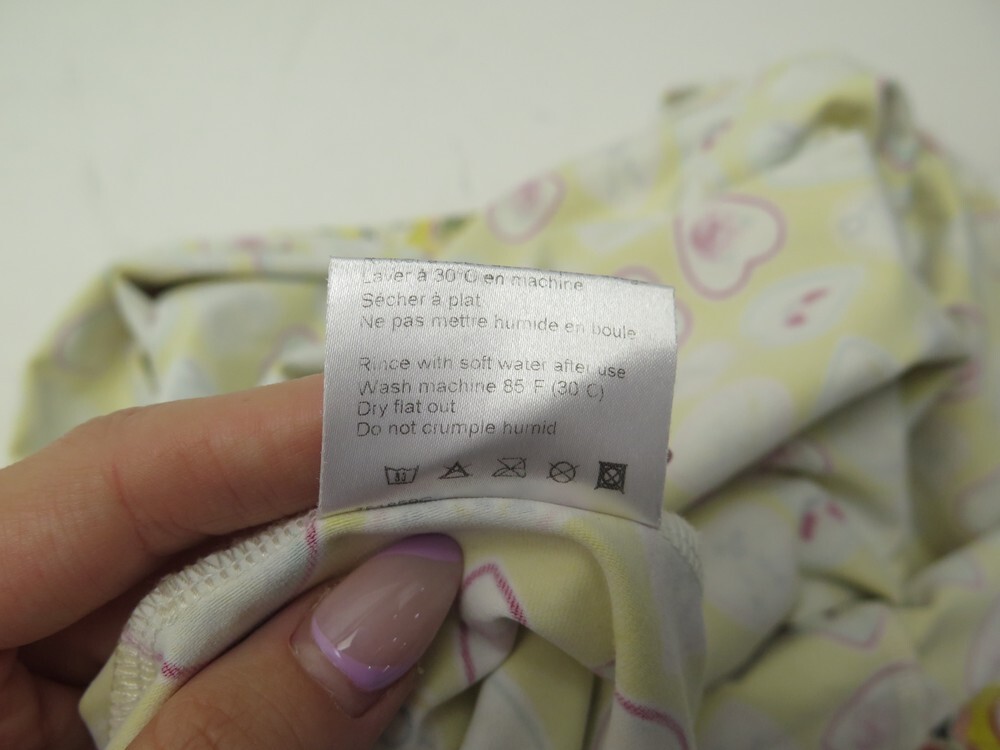 Laver à 30°C en machine
Sécher à plat
Ne pas mettre humide en boule
Rince with soft water after use
Wash machine 85°F (30°C)
Dry flat out
Do not crumple humid